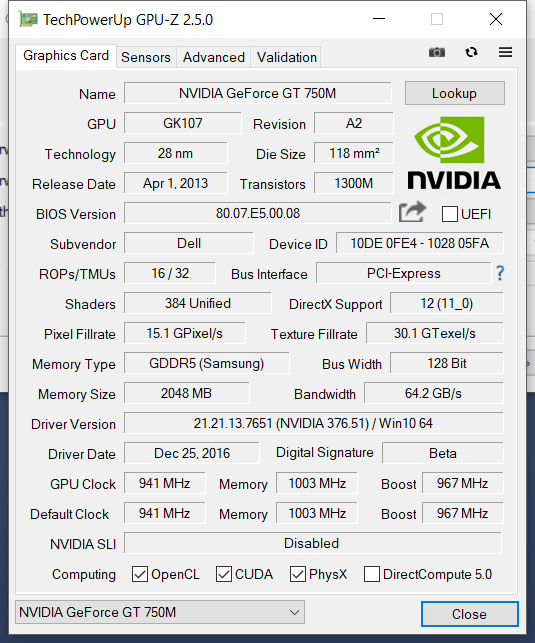 TechPowerUp GPU-Z 2.5.0
Graphics Card Sensors Advanced Validation
Name NVIDIA GeForce GT 750M Lookup
GPU GK107 Revision A2
Technology 28 nm Die Size 118 mm²
Release Date Apr 1, 2013 Transistors 1300M
NVIDIA
BIOS Version 80.07.E5.00.08 UEFI
Subvendor Dell Device ID 10DE 0FE4 - 1028 05FA
ROPs/TMUs 16 / 32 Bus Interface PCI-Express ?
Shaders 384 Unified DirectX Support 12 (11_0)
Pixel Fillrate 15.1 GPixel/s Texture Fillrate 30.1 GTexel/s
Memory Type GDDR5 (Samsung) Bus Width 128 Bit
Memory Size 2048 MB Bandwidth 64.2 GB/s
Driver Version 21.21.13.7651 (NVIDIA 376.51) / Win10 64
Driver Date Dec 25, 2016 Digital Signature Beta
GPU Clock 941 MHz Memory 1003 MHz Boost 967 MHz
Default Clock 941 MHz Memory 1003 MHz Boost 967 MHz
NVIDIA SLI Disabled
Computing OpenCL CUDA PhysX DirectCompute 5.0
NVIDIA GeForce GT 750M Close